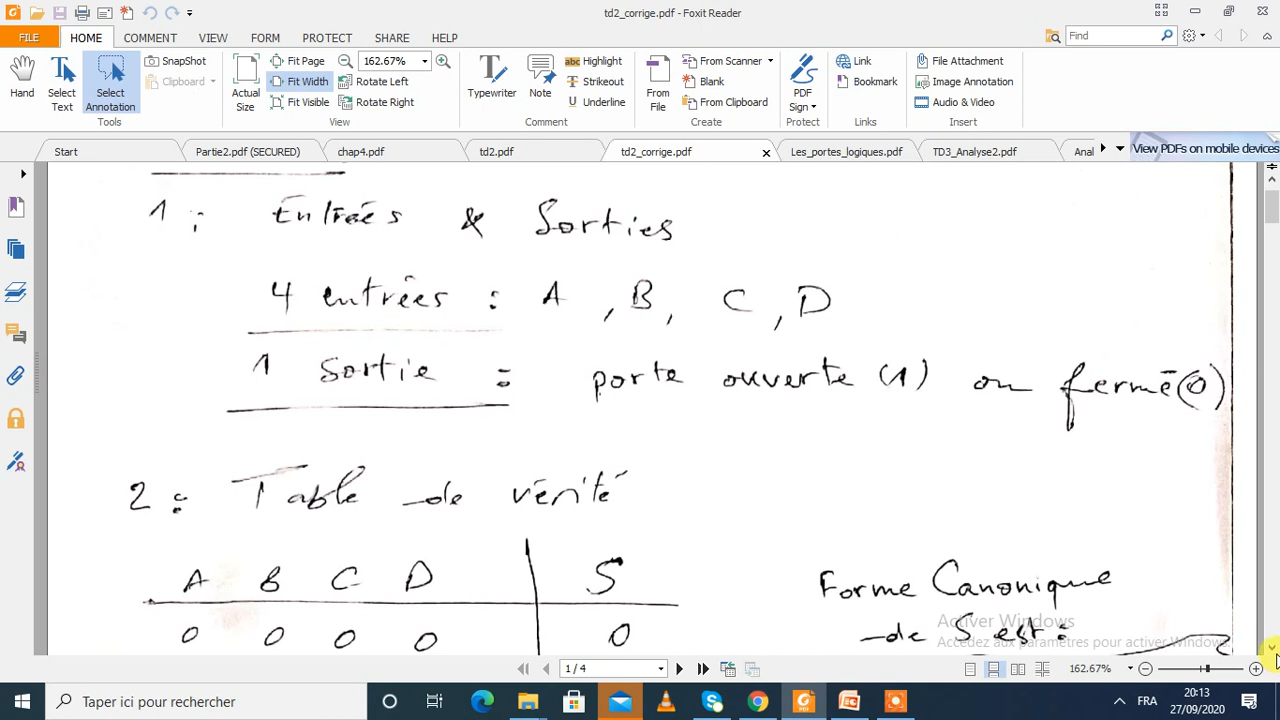 td2_corrige.pdf - Foxit Reader
FILE HOME COMMENT VIEW FORM PROTECT SHARE HELP
Find
Hand
Select Text
Select Annotation
SnapShot
Clipboard
Tools
Actual Size
Fit Page
Fit Width
Fit Visible
162.67%
Rotate Left
Rotate Right
View
Typewriter
Note
Highlight
Strikeout
Underline
Comment
From File
From Scanner
Blank
From Clipboard
Create
PDF Sign
Protect
Link
Bookmark
Links
File Attachment
Image Annotation
Audio & Video
Insert
Start Partie2.pdf (SECURED) chap4.pdf td2.pdf td2_corrige.pdf Les_portes_logiques.pdf TD3_Analyse2.pdf Anal
View PDFs on mobile devices
1 : Entrées & Sorties
4 entrées : A , B , C , D
1 Sortie = porte ouverte (1) ou fermé (0)
2 : Table de vérité
A B C D S
0 0 0 0 0
Forme Canonique
de S est :
Activer Windows
Accédez aux paramètres pour activer Windows.
1 / 4
162.67%
Taper ici pour rechercher
FRA
20:13
27/09/2020